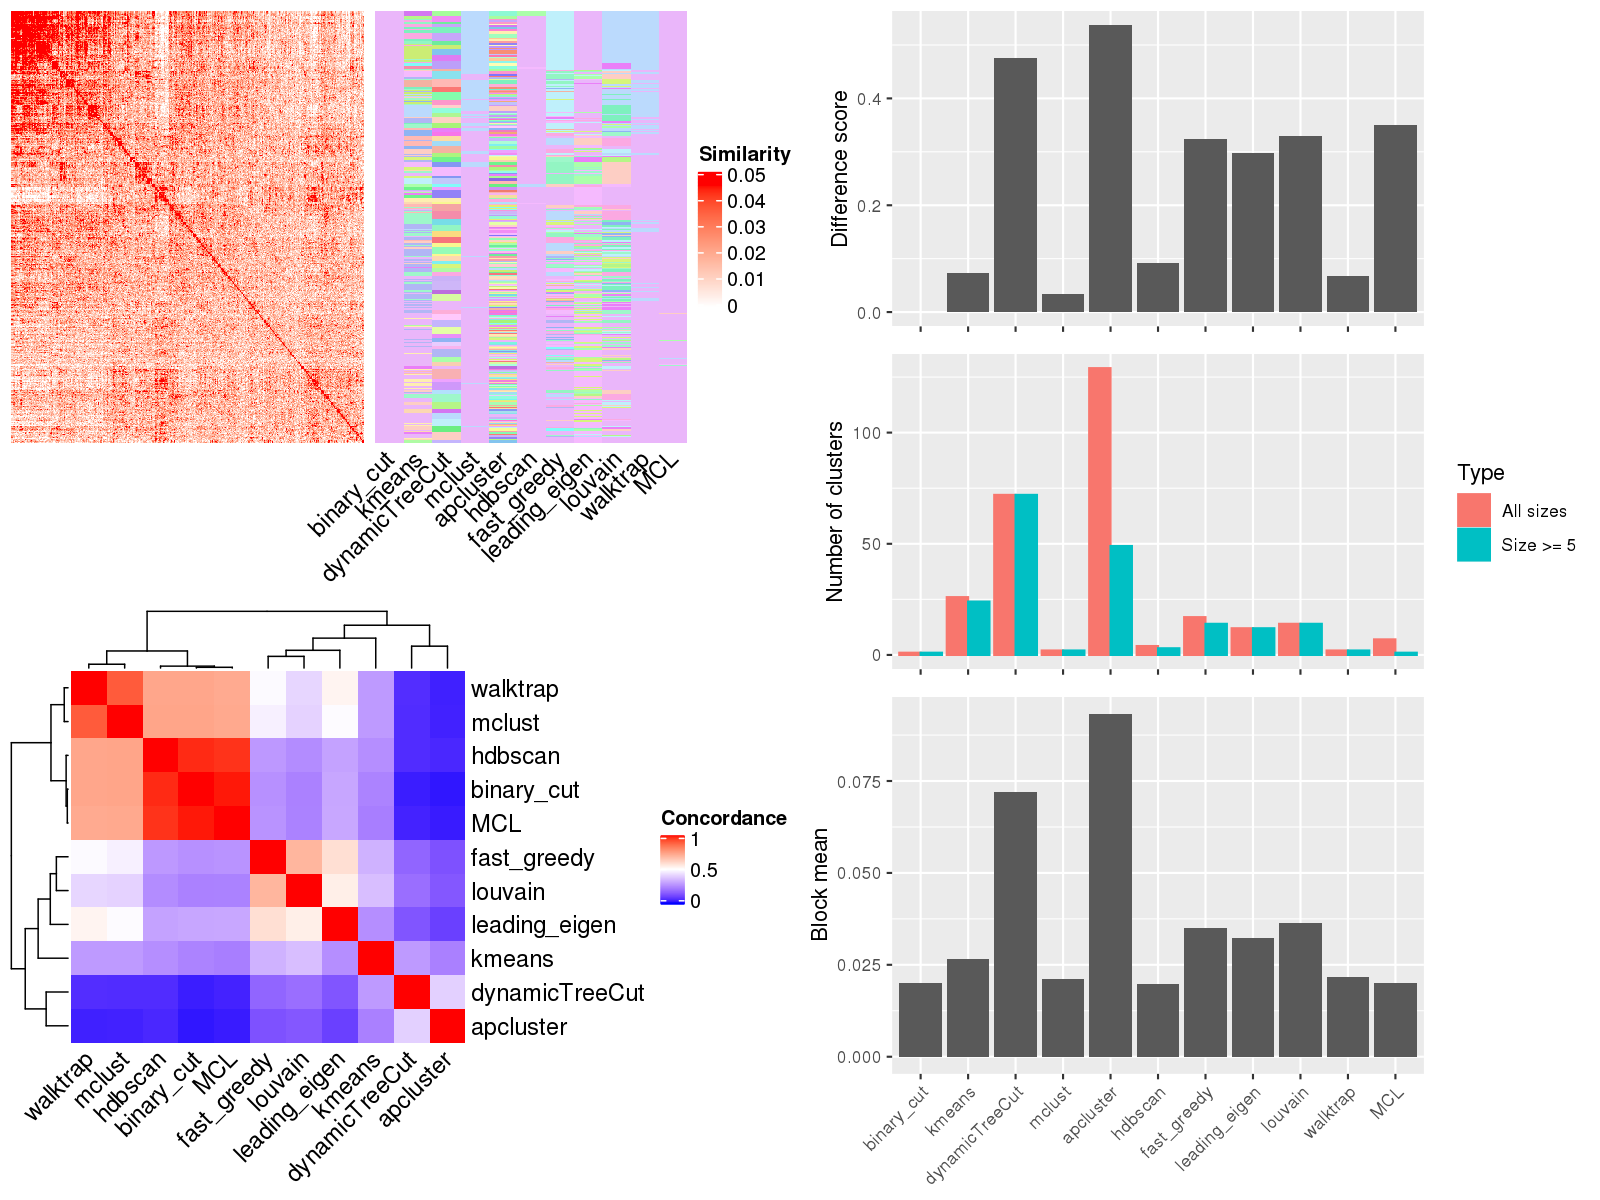 Similarity
0.05
0.04
0.03
0.02
0.01
0
binary_cut
kmeans
dynamicTreeCut
mclust
apcluster
hdbscan
fast_greedy
leading_eigen
louvain
walktrap
MCL
walktrap
mclust
hdbscan
binary_cut
MCL
fast_greedy
louvain
leading_eigen
kmeans
dynamicTreeCut
apcluster
Concordance
1
0.5
0
walktrap
mclust
hdbscan
binary_cut
MCL
fast_greedy
louvain
leading_eigen
kmeans
dynamicTreeCut
apcluster
Difference score
0.4
0.2
0.0
Number of clusters
100
50
0
Type
All sizes
Size >= 5
Block mean
0.075
0.050
0.025
0.000
binary_cut
kmeans
dynamicTreeCut
mclust
apcluster
hdbscan
fast_greedy
leading_eigen
louvain
walktrap
MCL